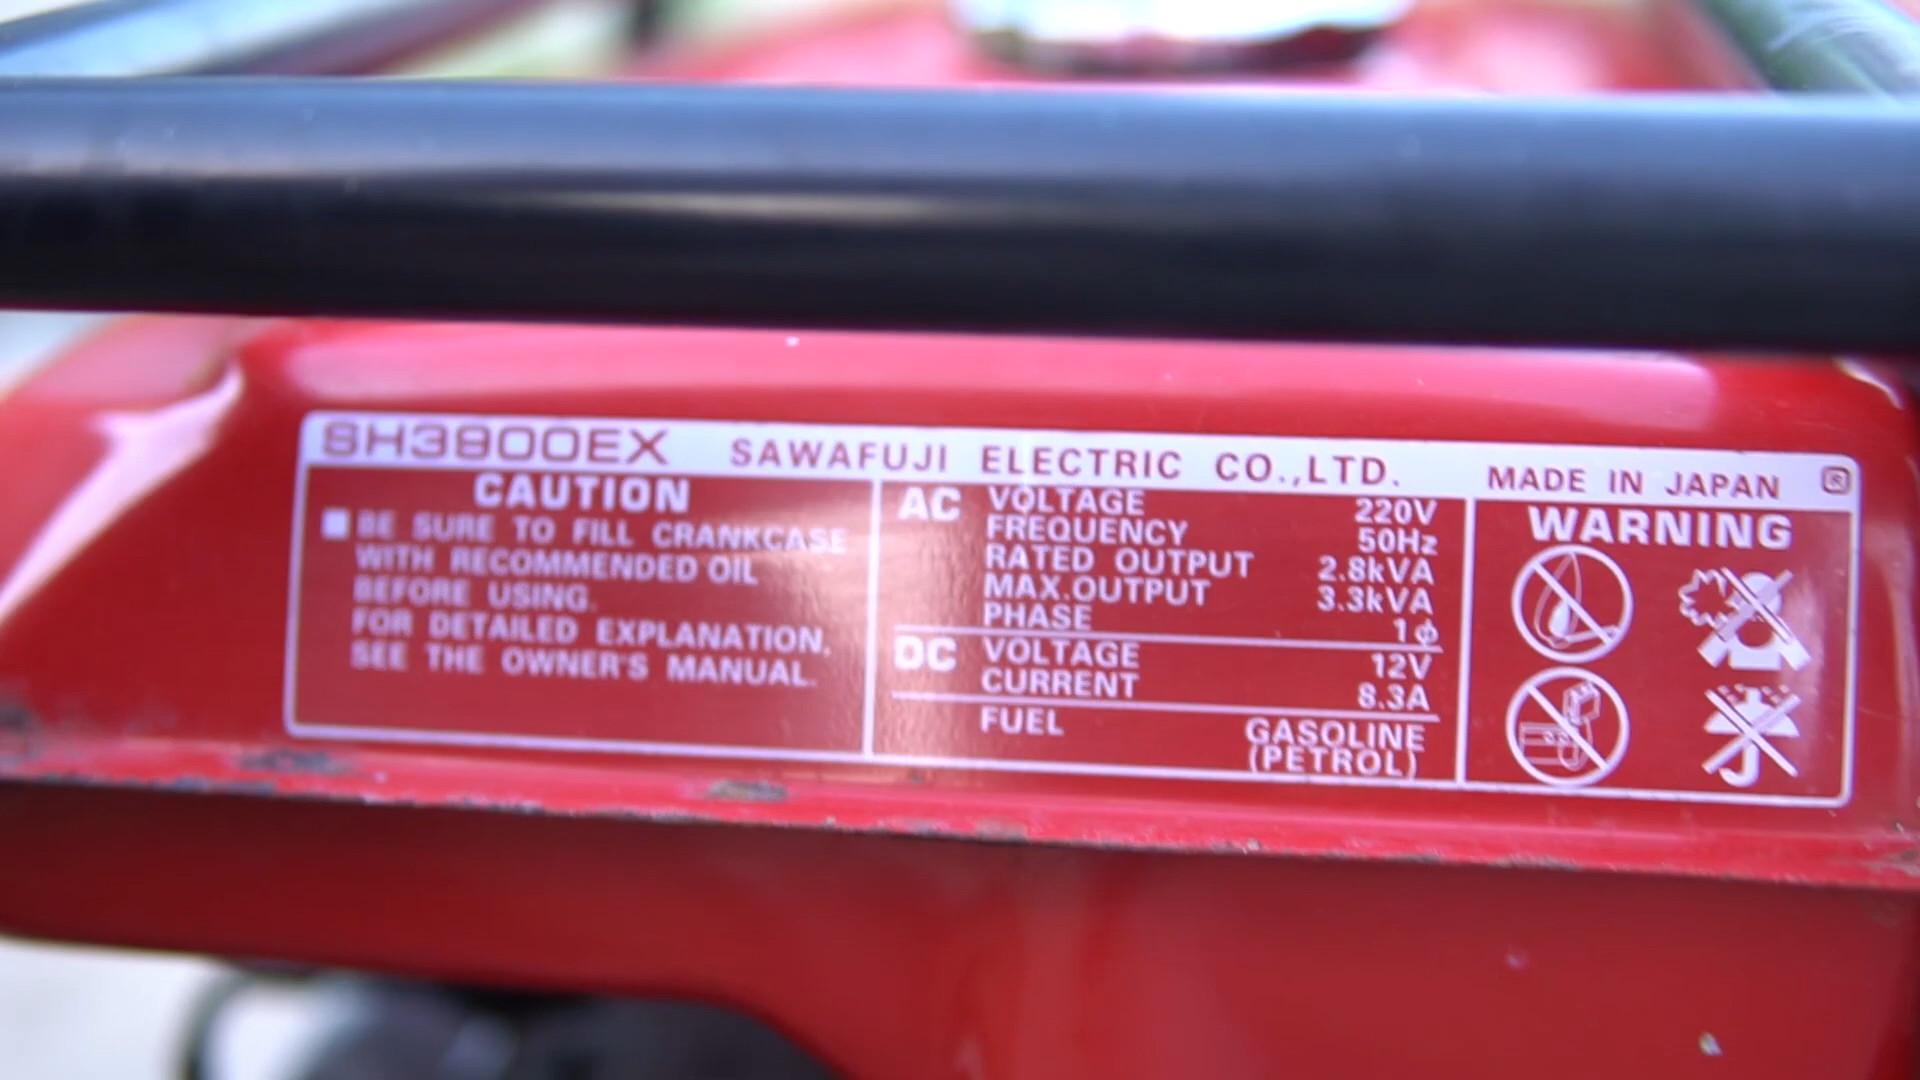 SH3900EX SAWAFUJI ELECTRIC CO.,LTD. MADE IN JAPAN
CAUTION
BE SURE TO FILL CRANKCASE
WITH RECOMMENDED OIL
BEFORE USING.
FOR DETAILED EXPLANATION,
SEE THE OWNER'S MANUAL.
AC VOLTAGE 220V
FREQUENCY 50Hz
RATED OUTPUT 2.8kVA
MAX.OUTPUT 3.3kVA
PHASE 1ϕ
DC VOLTAGE 12V
CURRENT 8.3A
FUEL GASOLINE
(PETROL)
WARNING